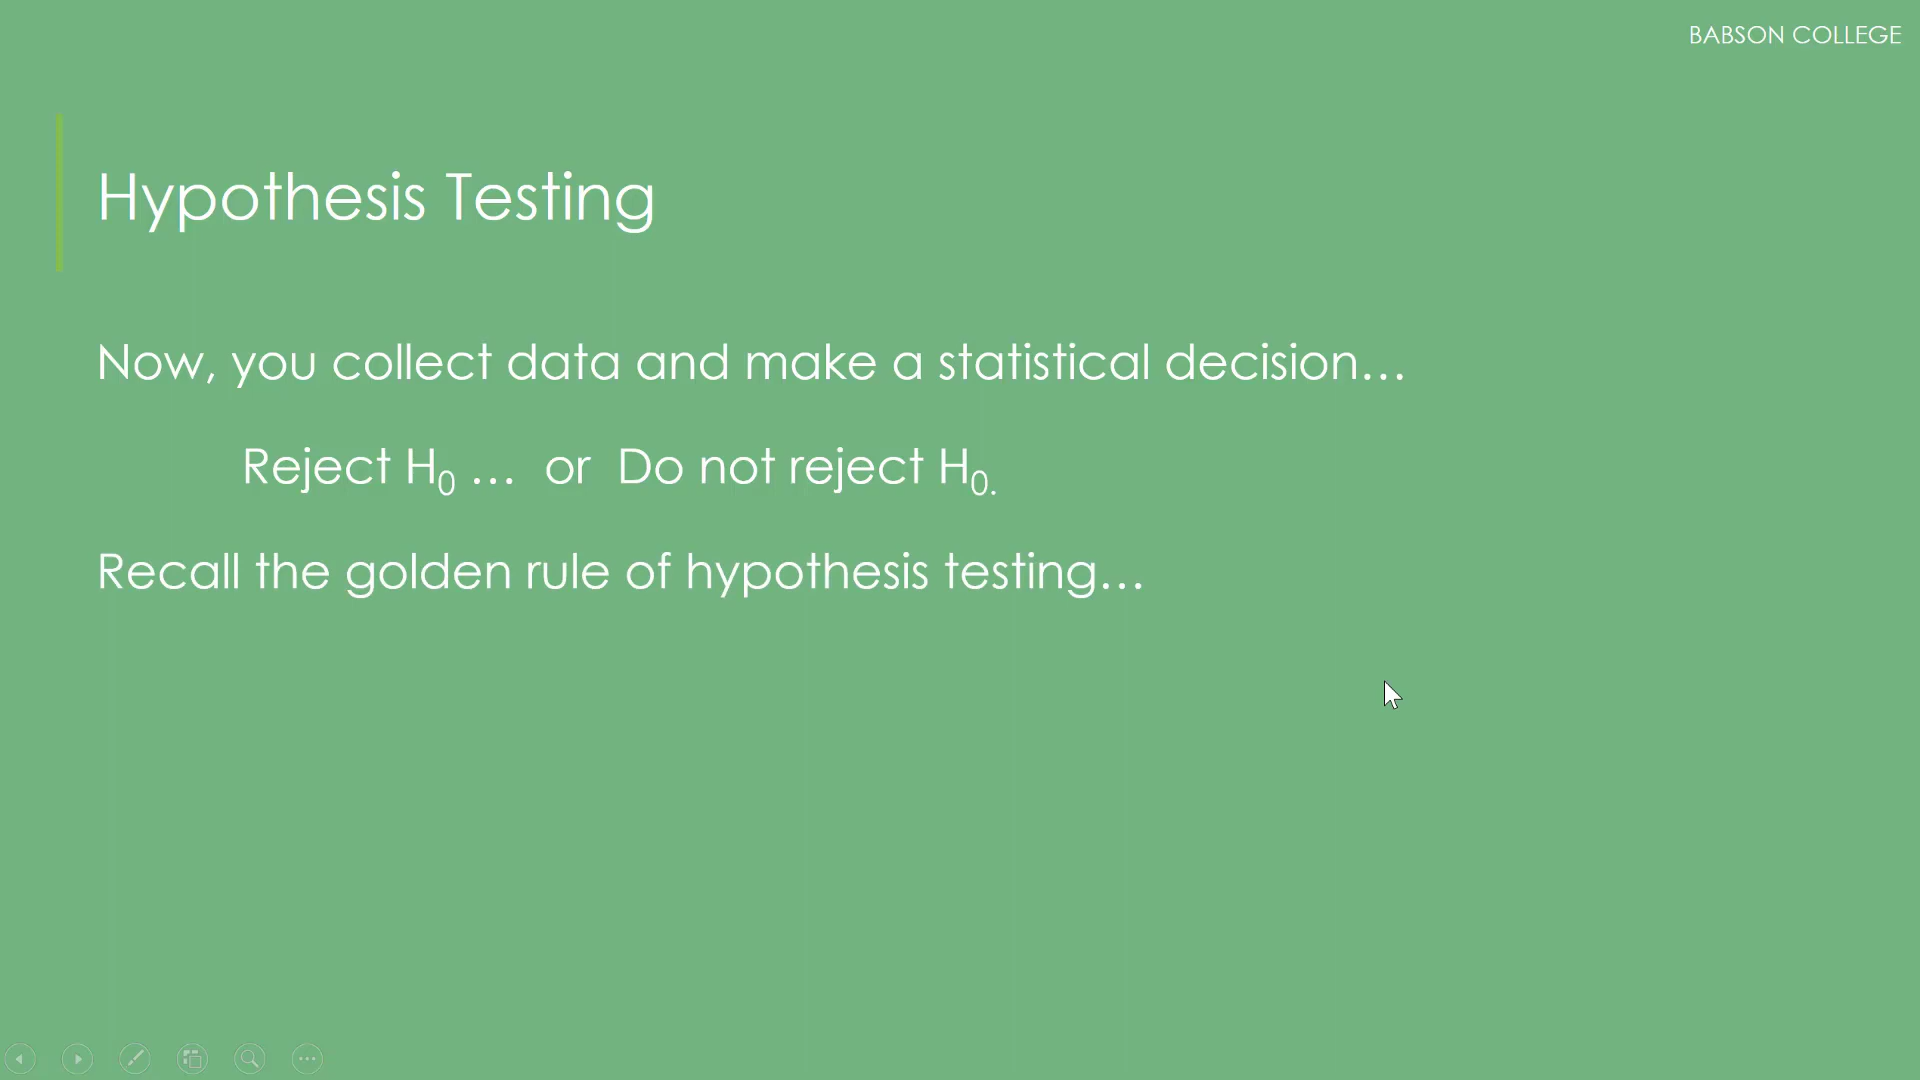 BABSON COLLEGE
Hypothesis Testing
Now, you collect data and make a statistical decision…
Reject H₀ … or Do not reject H₀.
Recall the golden rule of hypothesis testing…